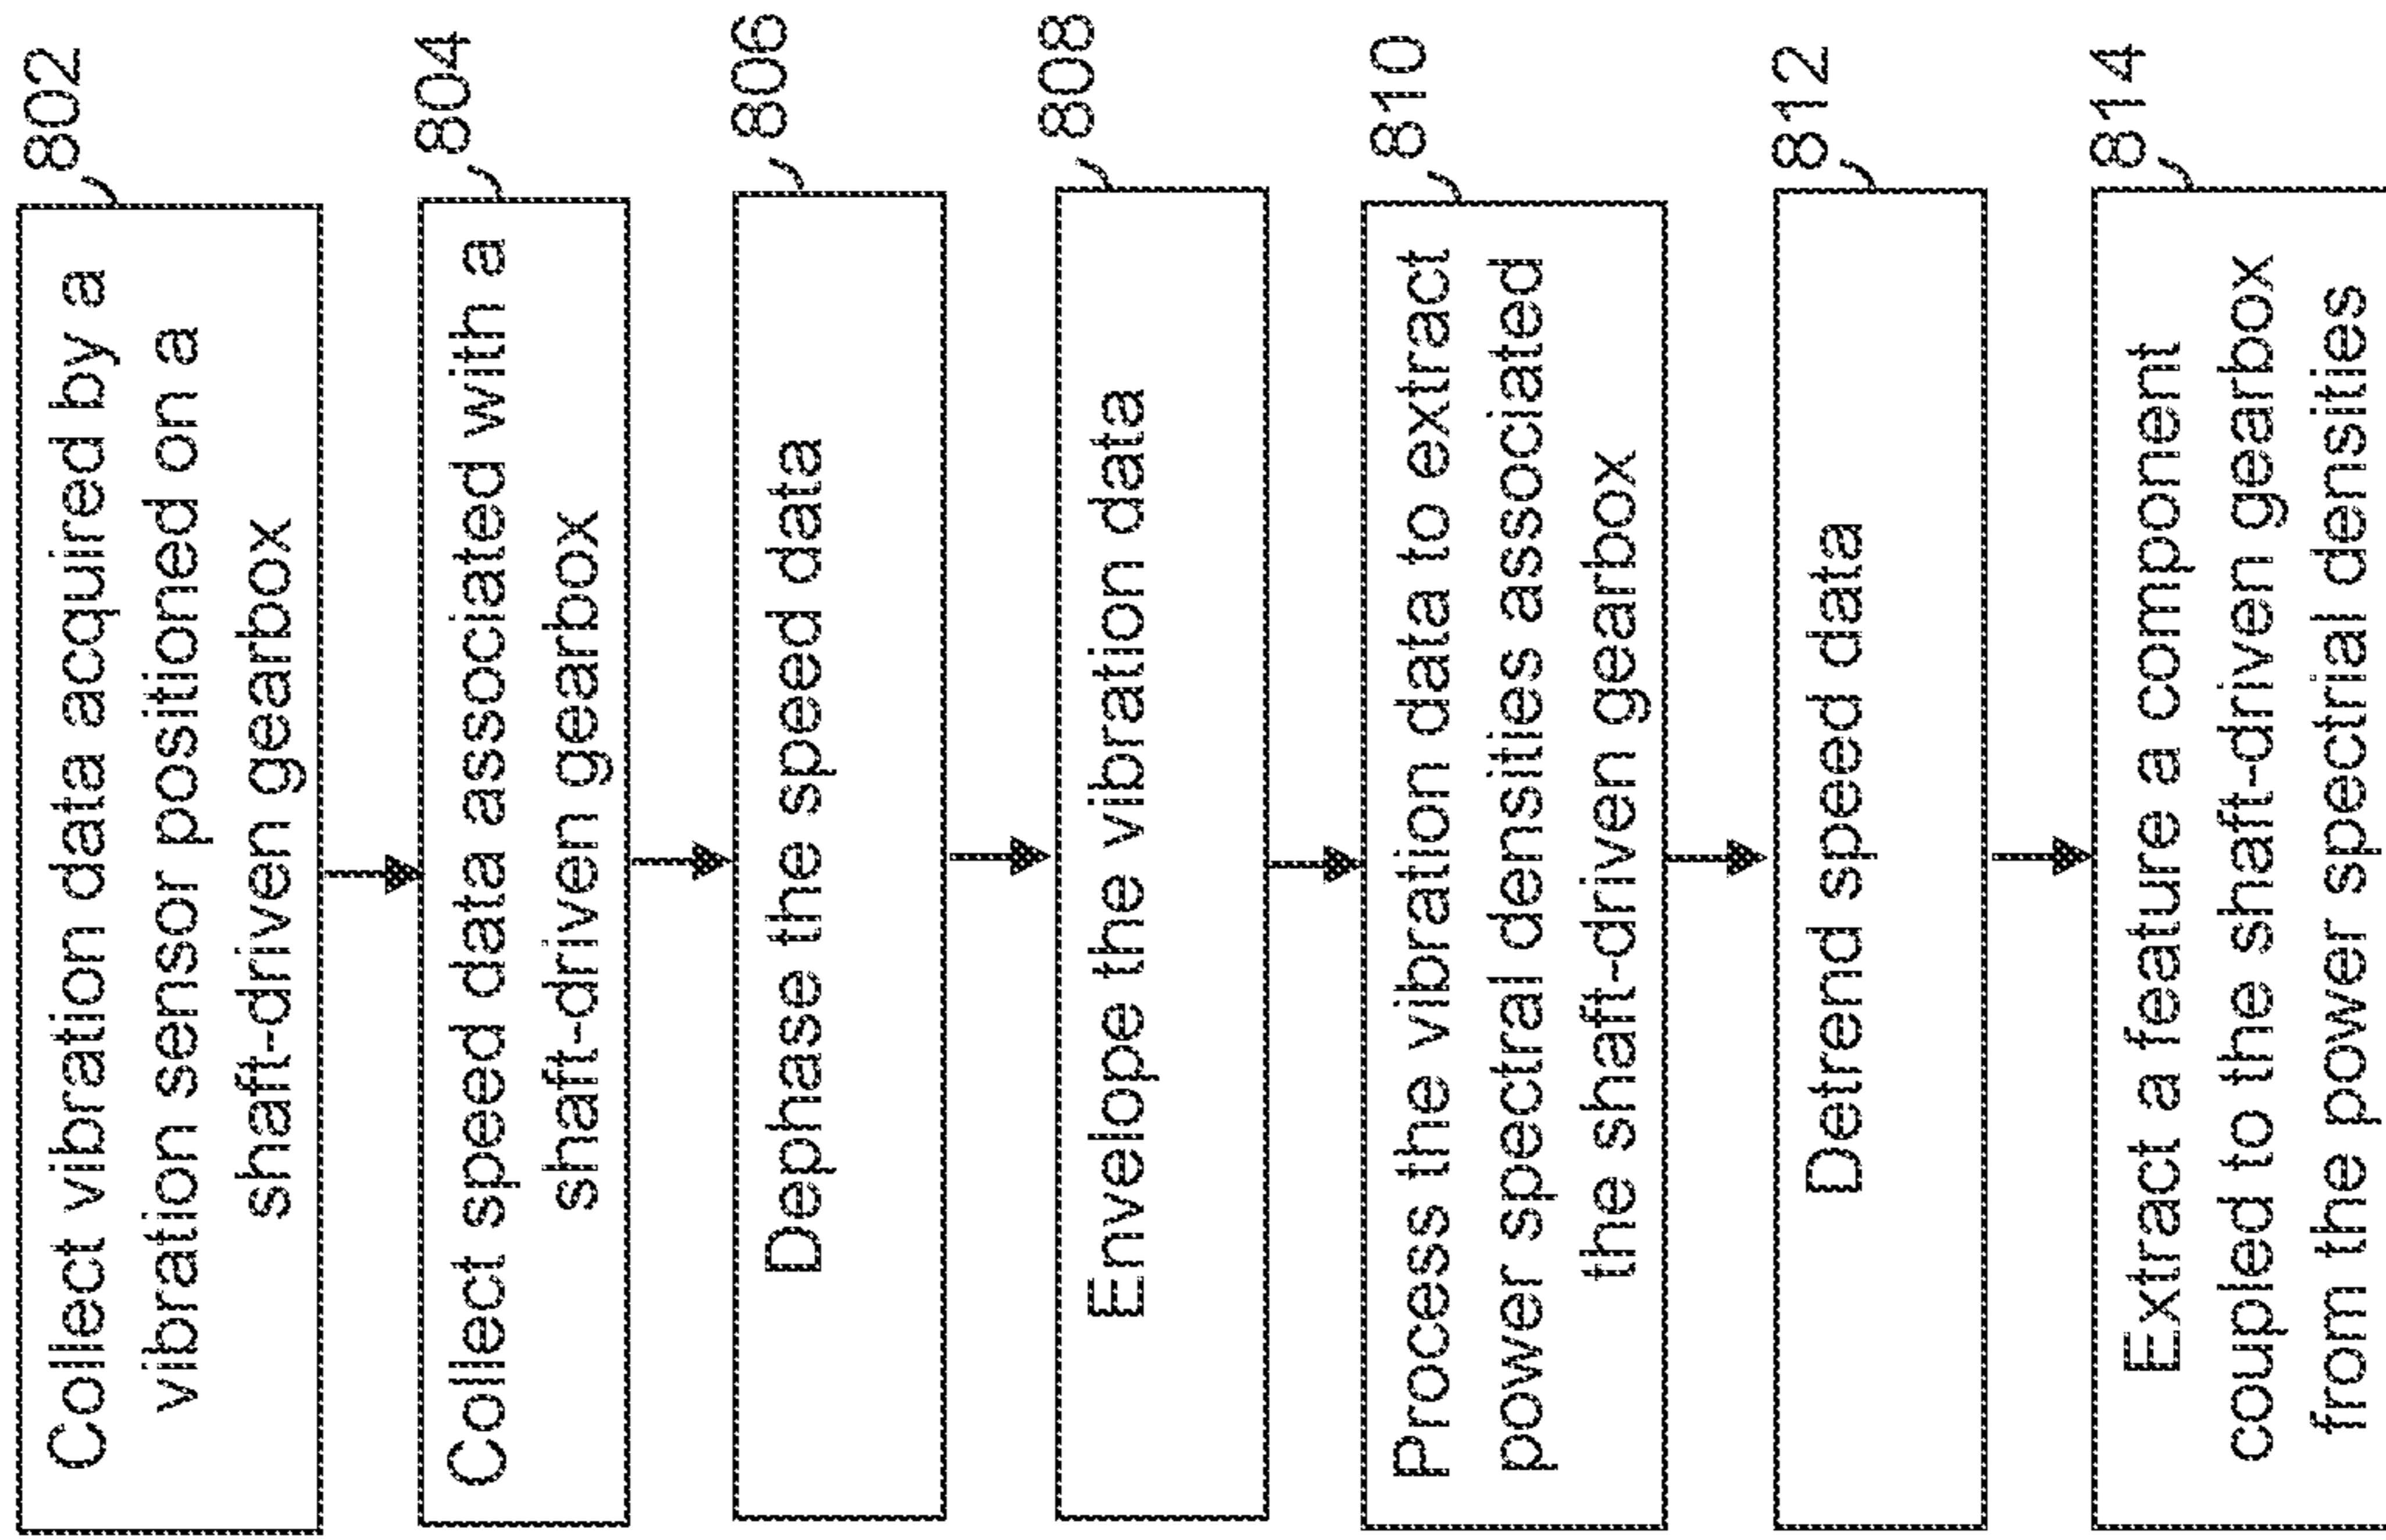 802
Collect vibration data acquired by a
vibration sensor positioned on a
shaft-driven gearbox
804
Collect speed data associated with a
shaft-driven gearbox
806
Dephase the speed data
808
Envelope the vibration data
810
Process the vibration data to extract
power spectral densities associated
the shaft-driven gearbox
812
Detrend speed data
814
Extract a feature a component
coupled to the shaft-driven gearbox
from the power spectrial densities